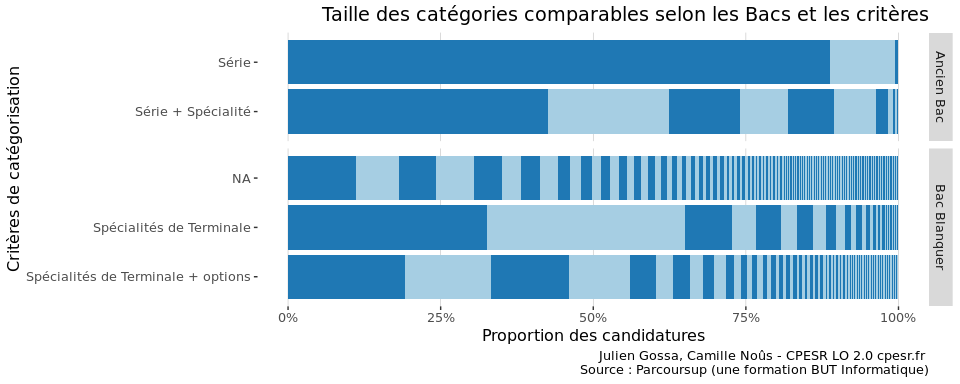 Taille des catégories comparables selon les Bacs et les critères
Critères de catégorisation
Série
Série + Spécialité
Ancien Bac
NA
Spécialités de Terminale
Spécialités de Terminale + options
Bac Blanquer
0%
25%
50%
75%
100%
Proportion des candidatures
Julien Gossa, Camille Noûs - CPESR LO 2.0 cpesr.fr
Source : Parcoursup (une formation BUT Informatique)